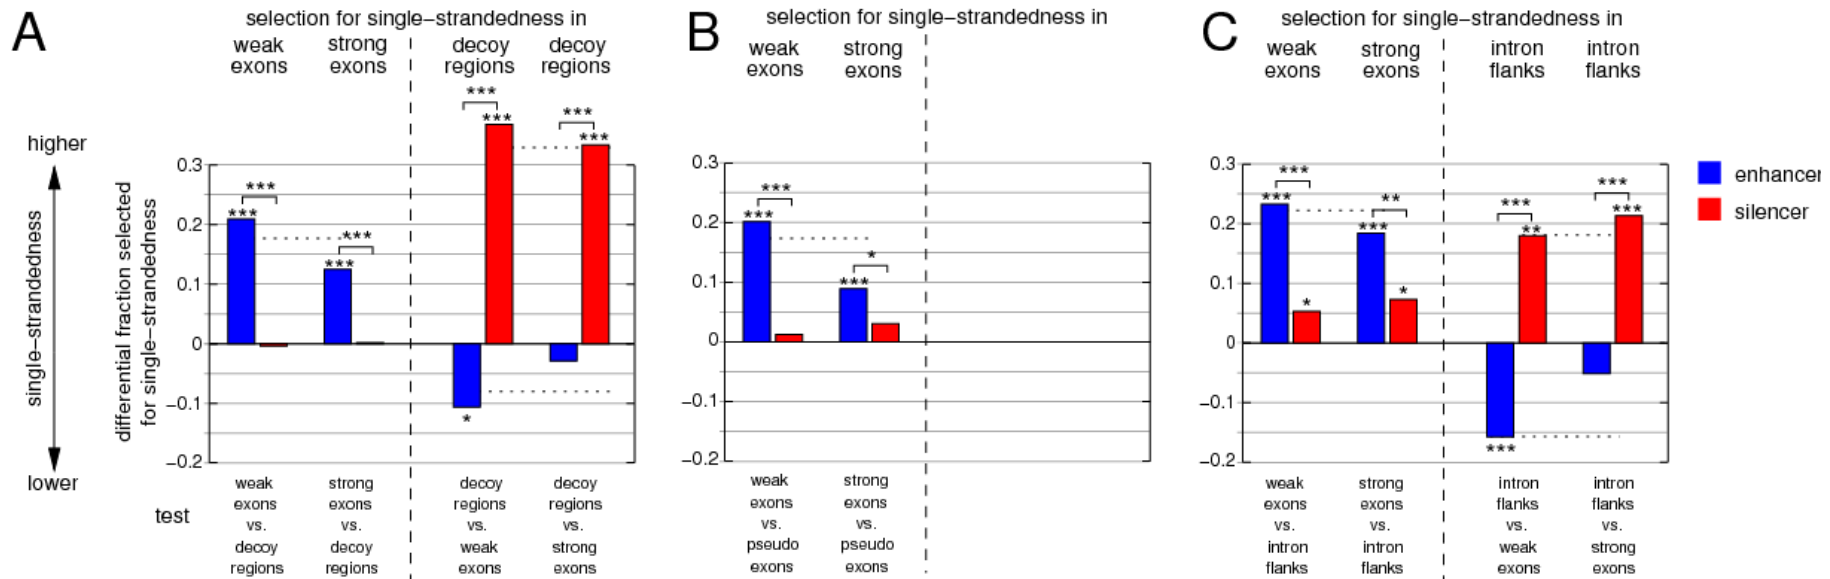 A
selection for single-strandedness in
weak exons
strong exons
decoy regions
decoy regions
higher
single-strandedness
lower
differential fraction selected
for single-strandedness
0.3
0.2
0.1
0
-0.1
-0.2
***
***
***
***
***
***
***
***
*
test
weak exons vs. decoy regions
strong exons vs. decoy regions
decoy regions vs. weak exons
decoy regions vs. strong exons
B
selection for single-strandedness in
weak exons
strong exons
0.3
0.2
0.1
0
-0.1
-0.2
***
***
*
***
weak exons vs. pseudo exons
strong exons vs. pseudo exons
C
selection for single-strandedness in
weak exons
strong exons
intron flanks
intron flanks
0.3
0.2
0.1
0
-0.1
-0.2
***
***
*
**
***
*
***
**
***
***
***
weak exons vs. intron flanks
strong exons vs. intron flanks
intron flanks vs. weak exons
intron flanks vs. strong exons
enhancer
silencer